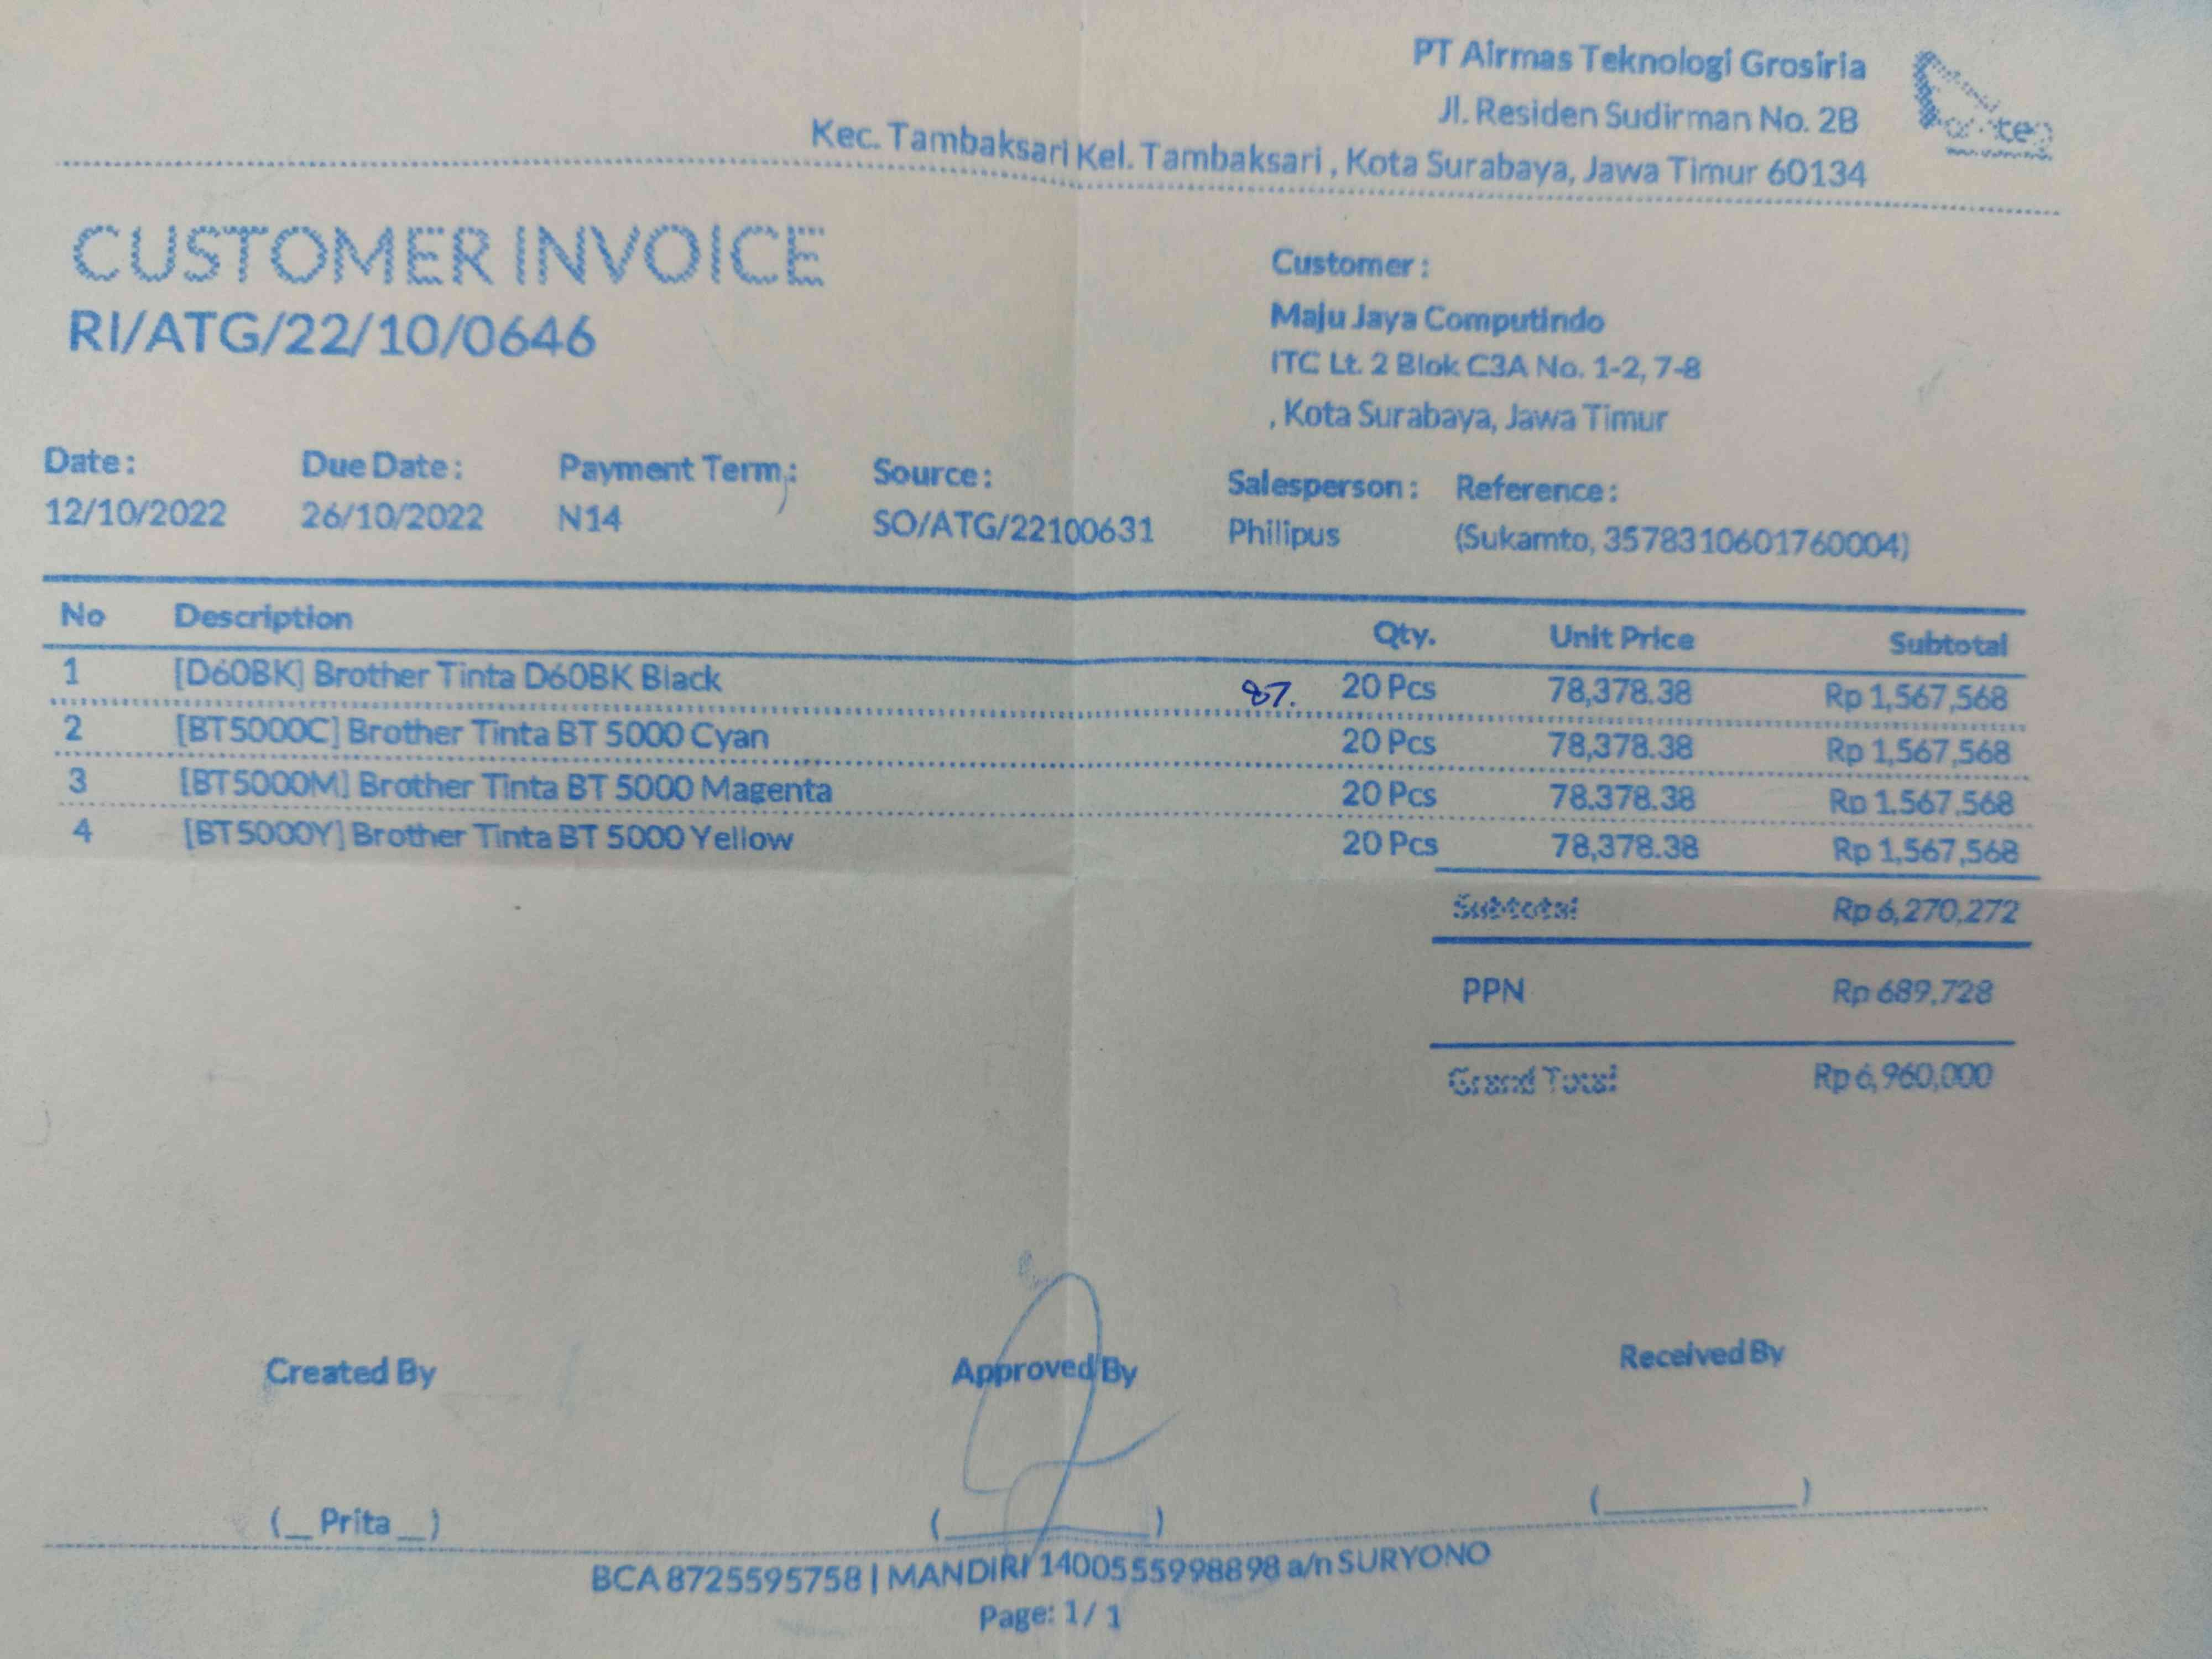 PT Airmas Teknologi Grosiria
Jl. Residen Sudirman No. 2B
Kec. Tambaksari Kel. Tambaksari , Kota Surabaya, Jawa Timur 60134
CUSTOMER INVOICE
RI/ATG/22/10/0646
Customer :
Maju Jaya Computindo
ITC Lt. 2 Blok C3A No. 1-2, 7-8
, Kota Surabaya, Jawa Timur
Date : Due Date : Payment Term : Source : Salesperson : Reference :
12/10/2022 26/10/2022 N14 SO/ATG/22100631 Philipus (Sukamto, 3578310601760004)
No Description Qty. Unit Price Subtotal
1 [D60BK] Brother Tinta D60BK Black 87. 20 Pcs 78,378.38 Rp 1,567,568
2 [BT5000C] Brother Tinta BT 5000 Cyan 20 Pcs 78,378.38 Rp 1,567,568
3 [BT5000M] Brother Tinta BT 5000 Magenta 20 Pcs 78.378.38 Rp 1.567,568
4 [BT5000Y] Brother Tinta BT 5000 Yellow 20 Pcs 78,378.38 Rp 1,567,568
Subtotal Rp 6,270,272
PPN Rp 689,728
Grand Total Rp 6,960,000
Created By Approved By Received By
(__ Prita __) (__________) (__________)
BCA 8725595758 | MANDIRI 1400555998898 a/n SURYONO
Page: 1 / 1